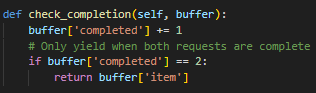 def check_completion(self, buffer):
    buffer['completed'] += 1
    # Only yield when both requests are complete
    if buffer['completed'] == 2:
        return buffer['item']